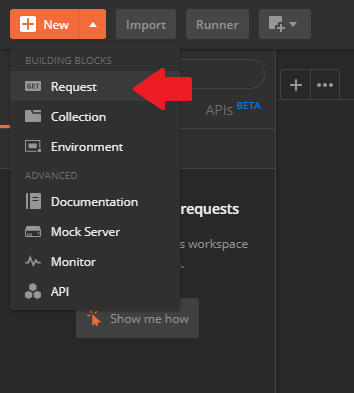 New
Import
Runner
BUILDING BLOCKS
GET Request
Collection
Environment
APIs BETA
ADVANCED
Documentation
Mock Server
Monitor
API
requests
s workspace
Show me how